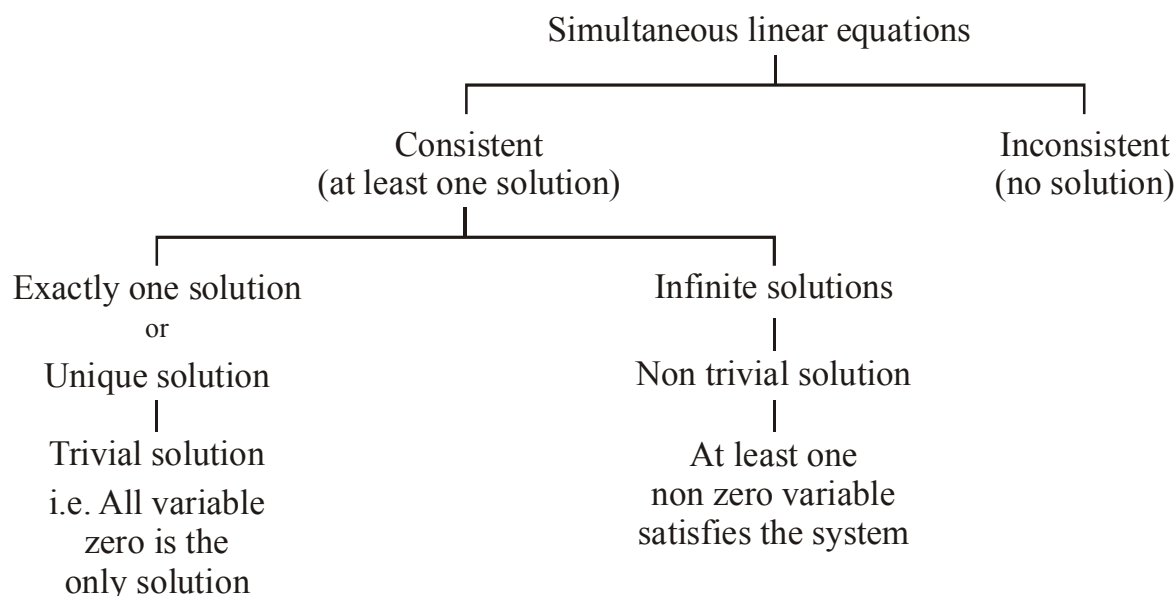 Simultaneous linear equations
Consistent
(at least one solution)
Inconsistent
(no solution)
Exactly one solution
or
Unique solution
Trivial solution
i.e. All variable
zero is the
only solution
Infinite solutions
Non trivial solution
At least one
non zero variable
satisfies the system